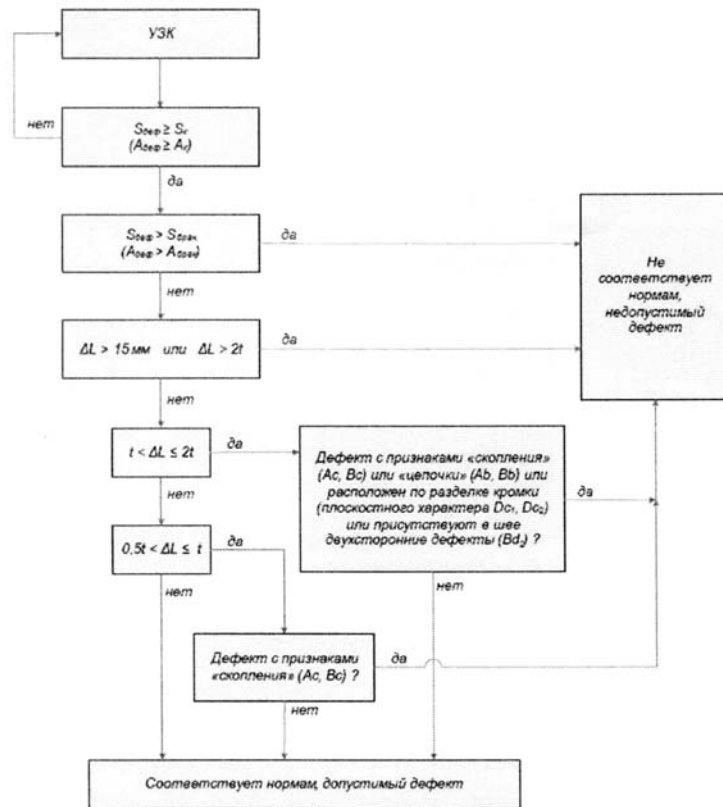 УЗК
нет
Sдеф ≥ Sк
(Aдеф ≥ Aк)
да
Sдеф > Sбрак
(Aдеф > Aбрак)
да
нет
Не
соответствует
нормам,
недопустимый
дефект
ΔL > 15 мм или ΔL > 2t
да
нет
t < ΔL ≤ 2t
да
Дефект с признаками «скопления»
(Ac, Bc) или «цепочки» (Ab, Bb) или
расположен по разделке кромки
(плоскостного характера Dc₁, Dc₂)
или присутствуют в шве
двухсторонние дефекты (Bd₂) ?
да
нет
0,5t < ΔL ≤ t
да
нет
нет
Дефект с признаками
«скопления» (Ac, Bc) ?
да
нет
Соответствует нормам, допустимый дефект